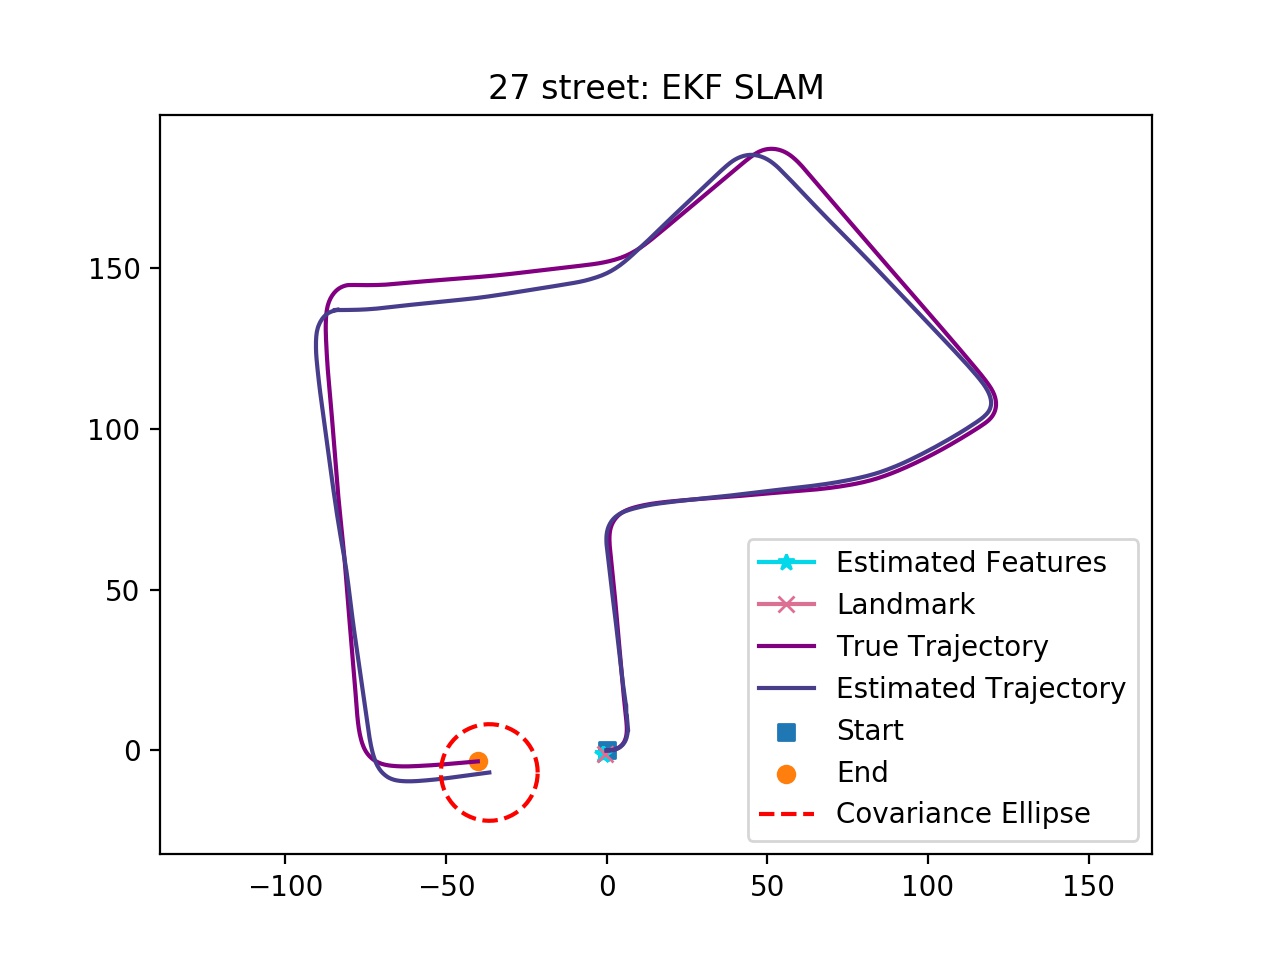 27 street: EKF SLAM
150
100
50
0
−100 −50 0 50 100 150
Estimated Features
Landmark
True Trajectory
Estimated Trajectory
Start
End
Covariance Ellipse